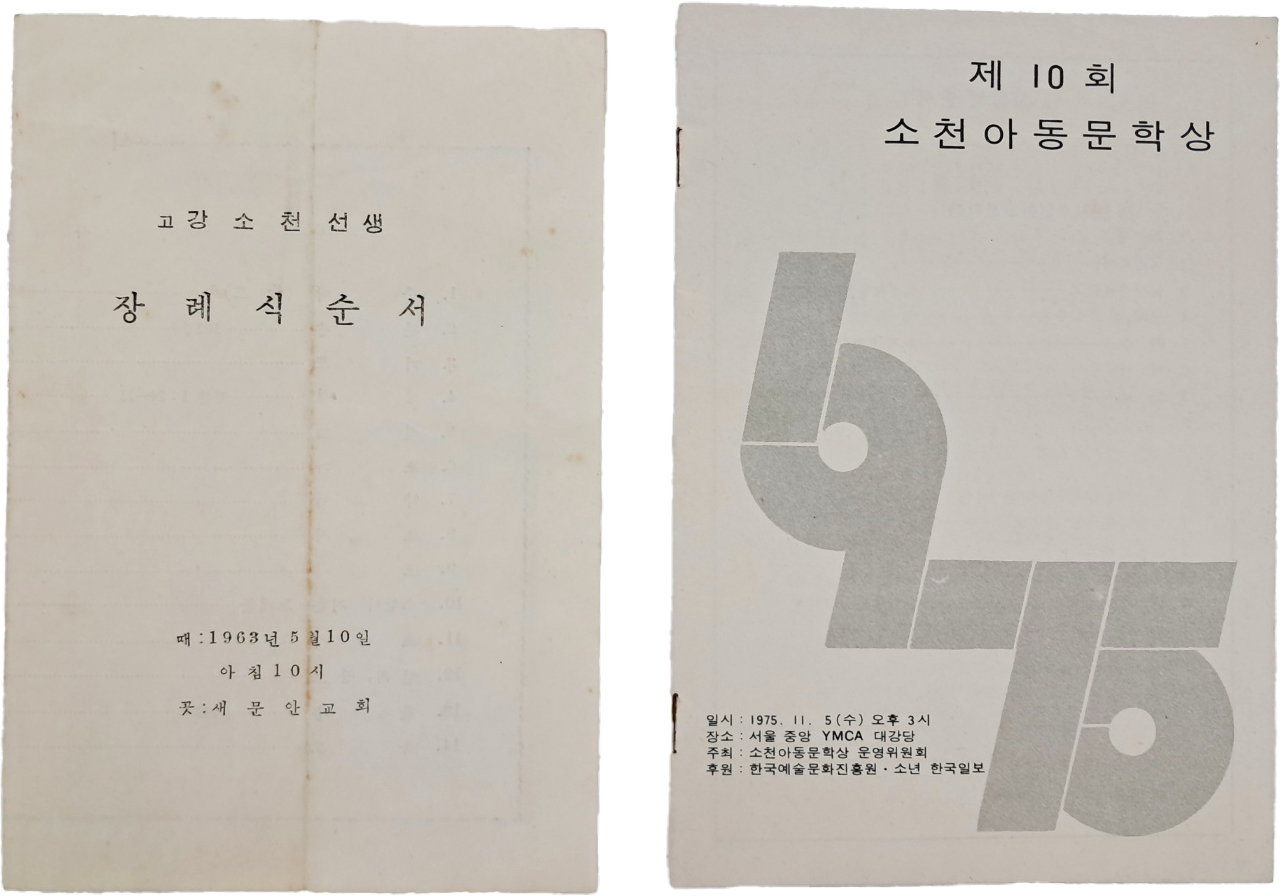 고 강 소 천 선 생
장 례 식 순 서
때 : 1963년 5월 10일
아 침 10 시
곳 : 새 문 안 교 회
제 10 회
소천아동문학상
1975
일시 : 1975. 11. 5 (수) 오후 3시
장소 : 서울 중앙 YMCA 대강당
주최 : 소천아동문학상 운영위원회
후원 : 한국예술문화진흥원 · 소년 한국일보